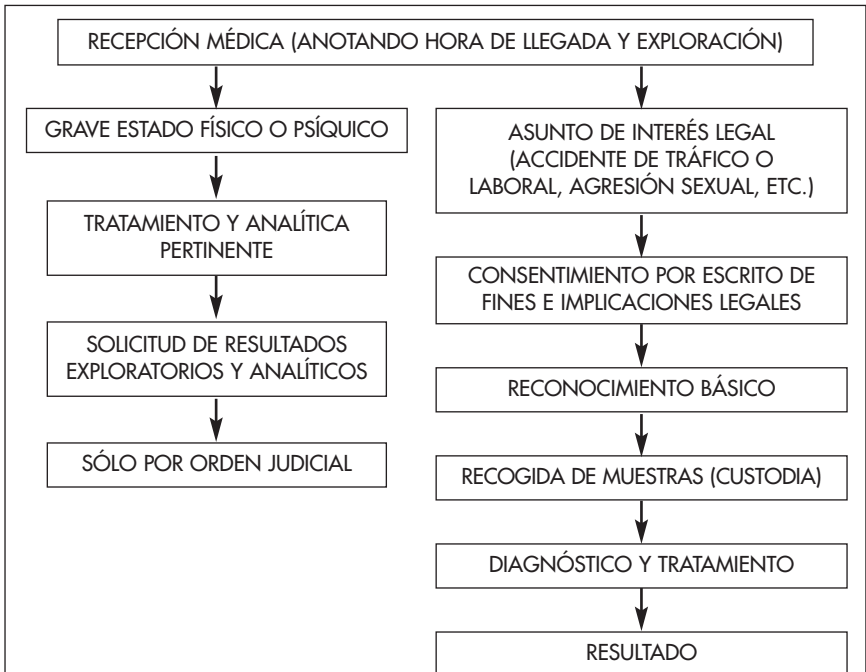 RECEPCIÓN MÉDICA (ANOTANDO HORA DE LLEGADA Y EXPLORACIÓN)
GRAVE ESTADO FÍSICO O PSÍQUICO
TRATAMIENTO Y ANALÍTICA
PERTINENTE
SOLICITUD DE RESULTADOS
EXPLORATORIOS Y ANALÍTICOS
SÓLO POR ORDEN JUDICIAL
ASUNTO DE INTERÉS LEGAL
(ACCIDENTE DE TRÁFICO O
LABORAL, AGRESIÓN SEXUAL, ETC.)
CONSENTIMIENTO POR ESCRITO DE
FINES E IMPLICACIONES LEGALES
RECONOCIMIENTO BÁSICO
RECOGIDA DE MUESTRAS (CUSTODIA)
DIAGNÓSTICO Y TRATAMIENTO
RESULTADO